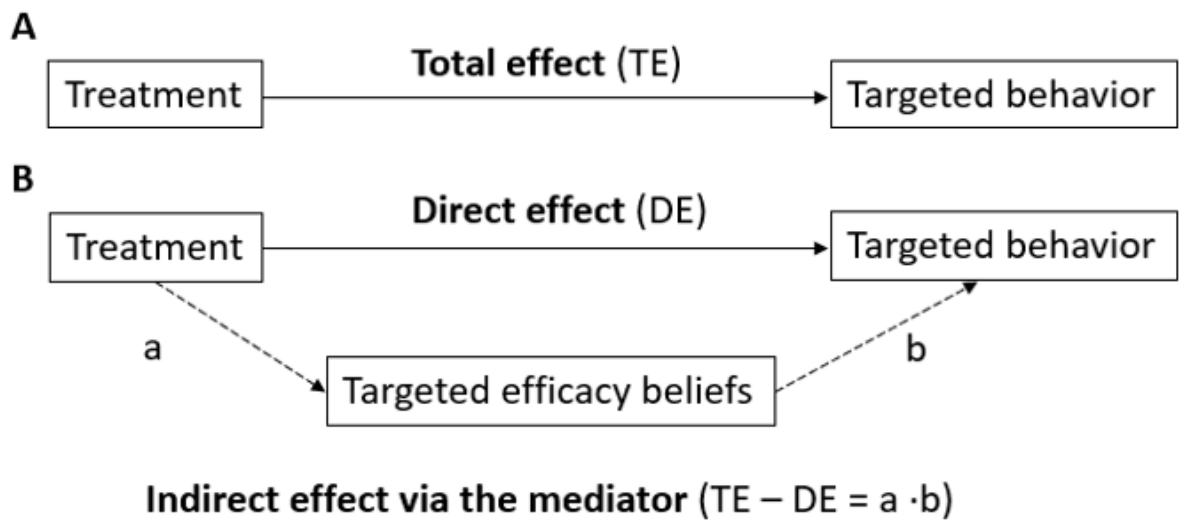 A
Total effect (TE)
Treatment
Targeted behavior
B
Direct effect (DE)
Treatment
Targeted behavior
a
b
Targeted efficacy beliefs
Indirect effect via the mediator (TE – DE = a ·b)